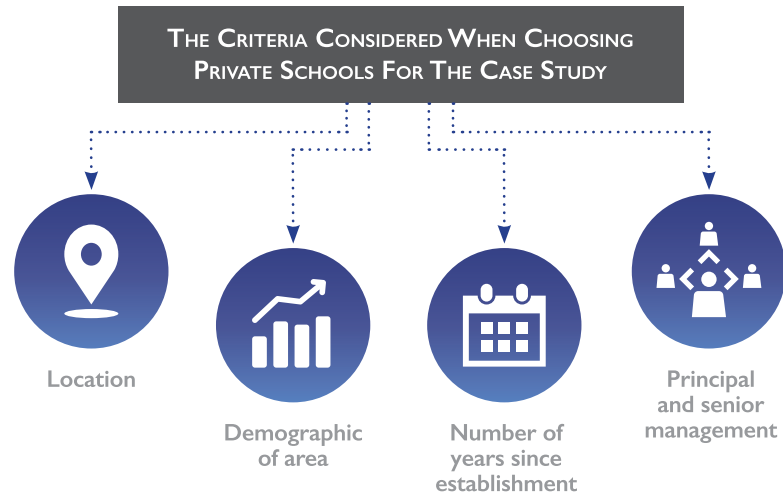 The Criteria Considered When Choosing
Private Schools For The Case Study
Location
Demographic
of area
Number of
years since
establishment
Principal
and senior
management